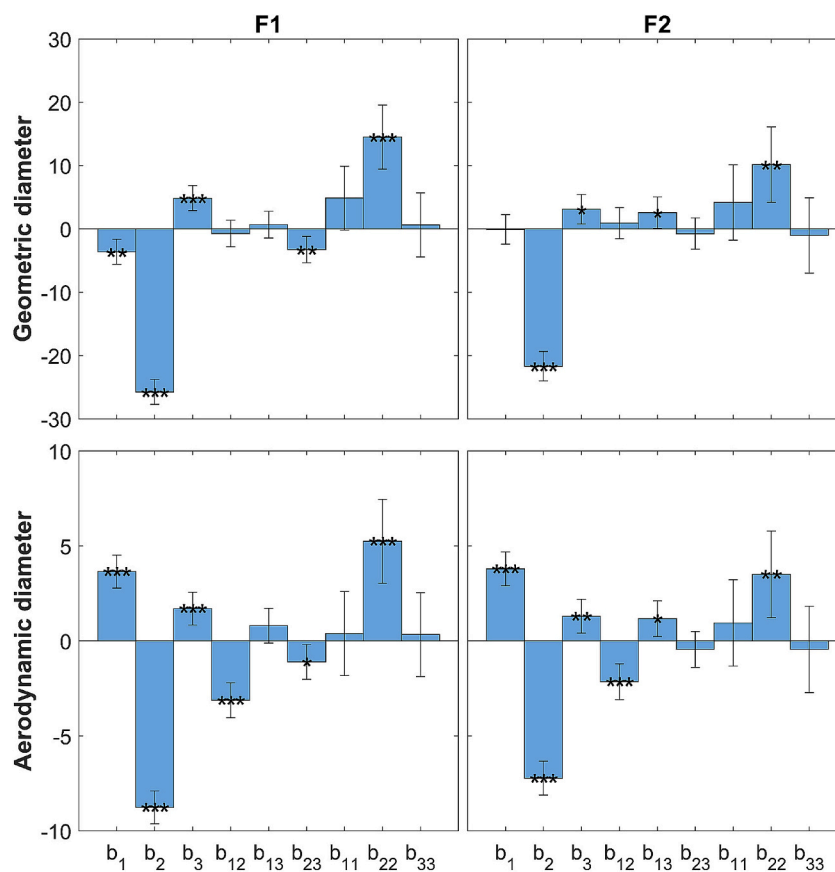 F1 F2
Geometric diameter
30
20
10
0
-10
-20
-30
*** *** ** ** *** ** * * ***
Aerodynamic diameter
10
5
0
-5
-10
*** *** *** * *** *** *** ** ** * *** ***
b1 b2 b3 b12 b13 b23 b11 b22 b33 b1 b2 b3 b12 b13 b23 b11 b22 b33